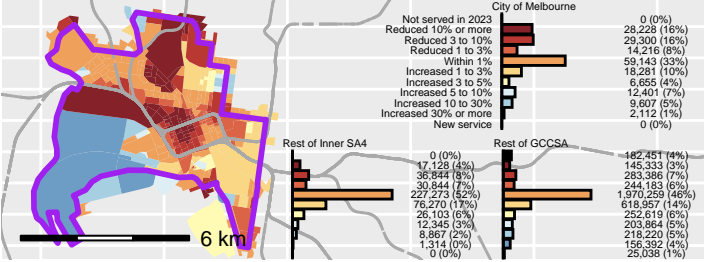 City of Melbourne
Not served in 2023 0 (0%)
Reduced 10% or more 28,228 (16%)
Reduced 3 to 10% 29,300 (16%)
Reduced 1 to 3% 14,216 (8%)
Within 1% 59,143 (33%)
Increased 1 to 3% 18,281 (10%)
Increased 3 to 5% 6,655 (4%)
Increased 5 to 10% 12,401 (7%)
Increased 10 to 30% 9,607 (5%)
Increased 30% or more 2,112 (1%)
New service 0 (0%)
Rest of Inner SA4
0 (0%)
17,128 (4%)
36,844 (8%)
30,844 (7%)
227,273 (52%)
76,270 (17%)
26,103 (6%)
12,345 (3%)
8,867 (2%)
1,314 (0%)
0 (0%)
Rest of GCCSA
182,451 (4%)
145,333 (3%)
283,386 (7%)
244,183 (6%)
1,970,259 (46%)
618,957 (14%)
252,619 (6%)
203,864 (5%)
218,220 (5%)
156,392 (4%)
25,038 (1%)
6 km